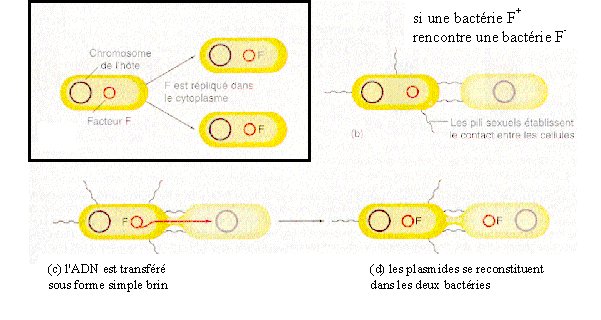 Chromosome
de l'hôte
F
F est répliqué dans
le cytoplasme
Facteur F
F
si une bactérie F+
rencontre une bactérie F-
(b)
Les pili sexuels établissent
le contact entre les cellules
F
F
F
(c) l'ADN est transféré
sous forme simple brin
(d) les plasmides se reconstituent
dans les deux bactéries